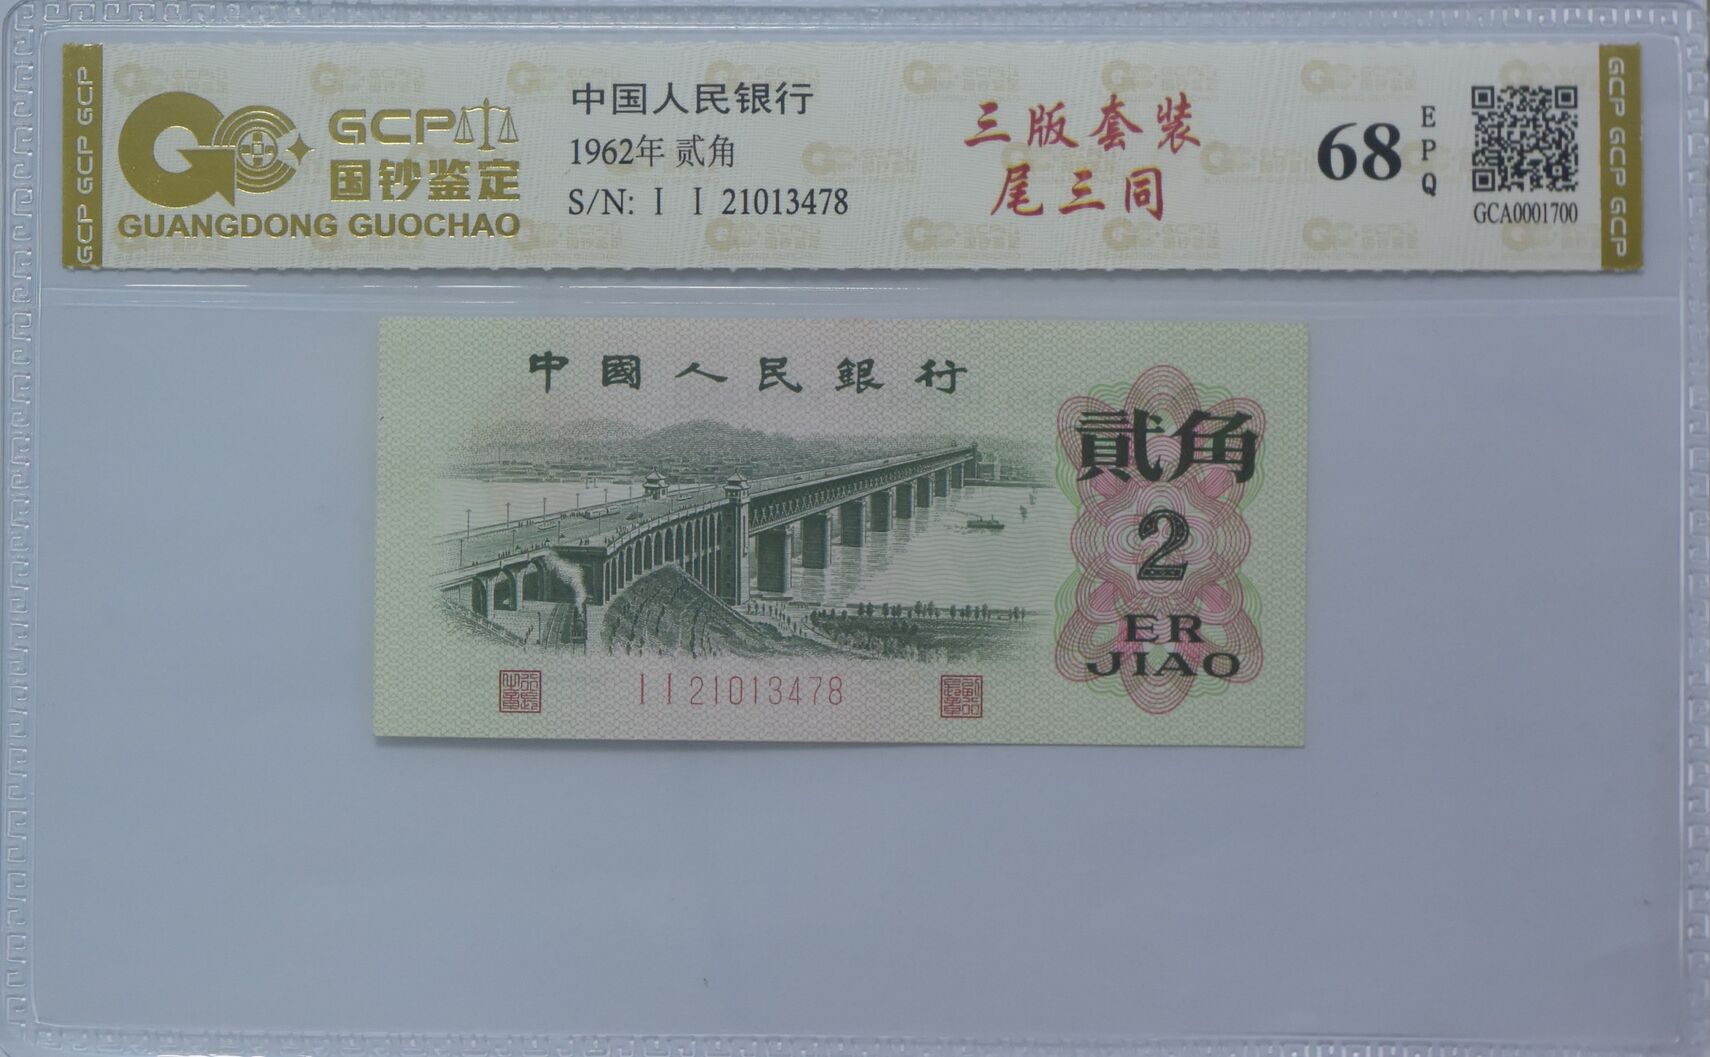 GCP GCP GCP
GCP
国钞鉴定
GUANGDONG GUOCHAO
中国人民银行
1962年 贰角
S/N: I I 21013478
三版套装
尾三同
68
EPQ
GCA0001700
GCP GCP GCP
中國人民銀行
貳角
2
ER
JIAO
I I 21013478